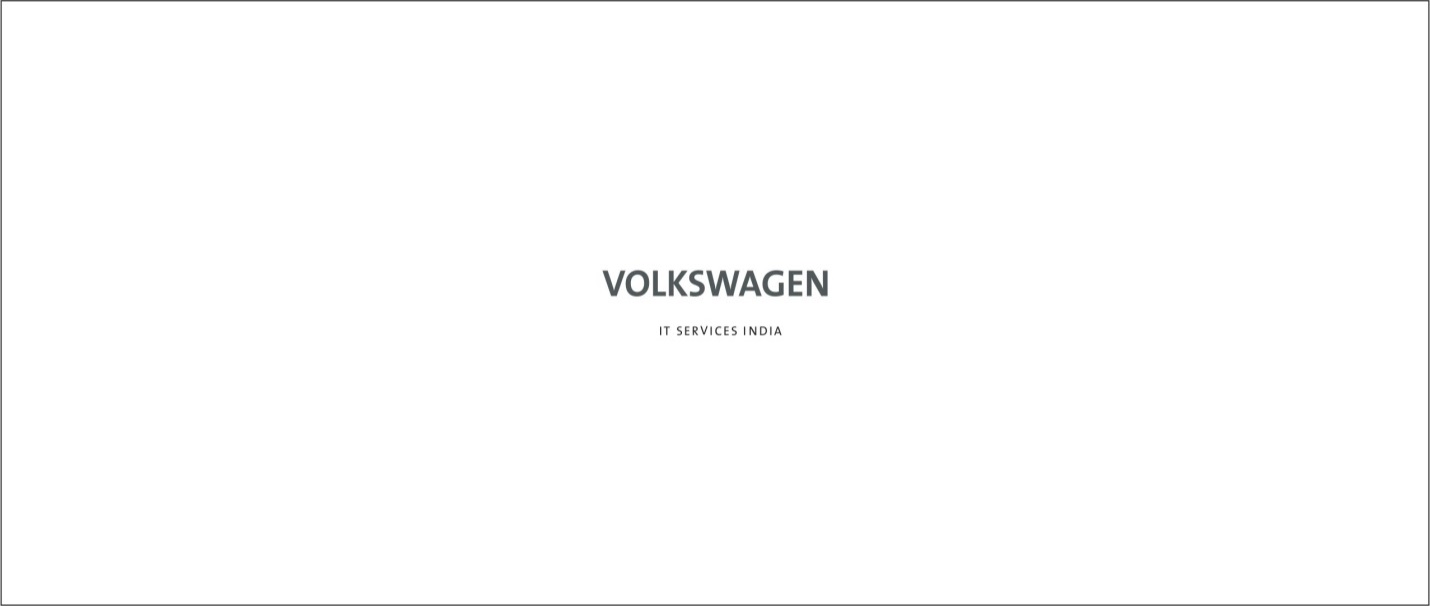 VOLKSWAGEN
IT SERVICES INDIA